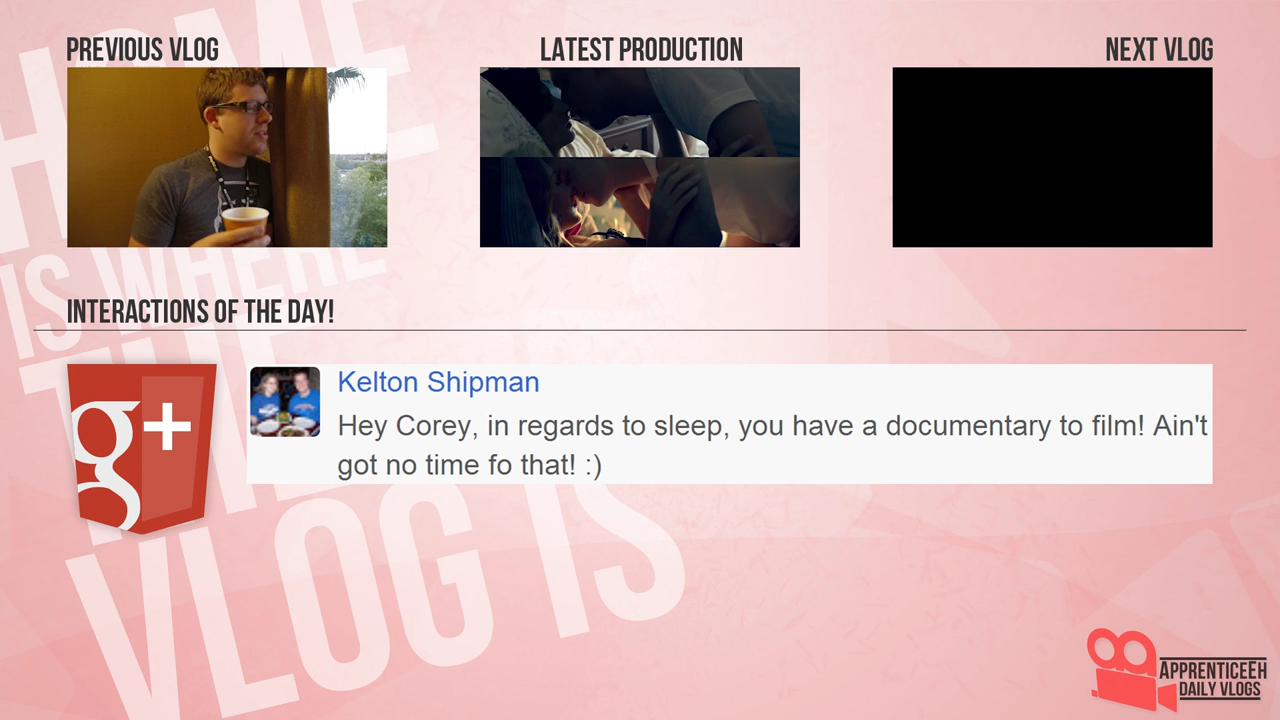 PREVIOUS VLOG
LATEST PRODUCTION
NEXT VLOG
INTERACTIONS OF THE DAY!
g+
Kelton Shipman
Hey Corey, in regards to sleep, you have a documentary to film! Ain't
got no time fo that! :)
HOME
IS WHERE
THE
VLOG IS
APPRENTICEEH
DAILY VLOGS